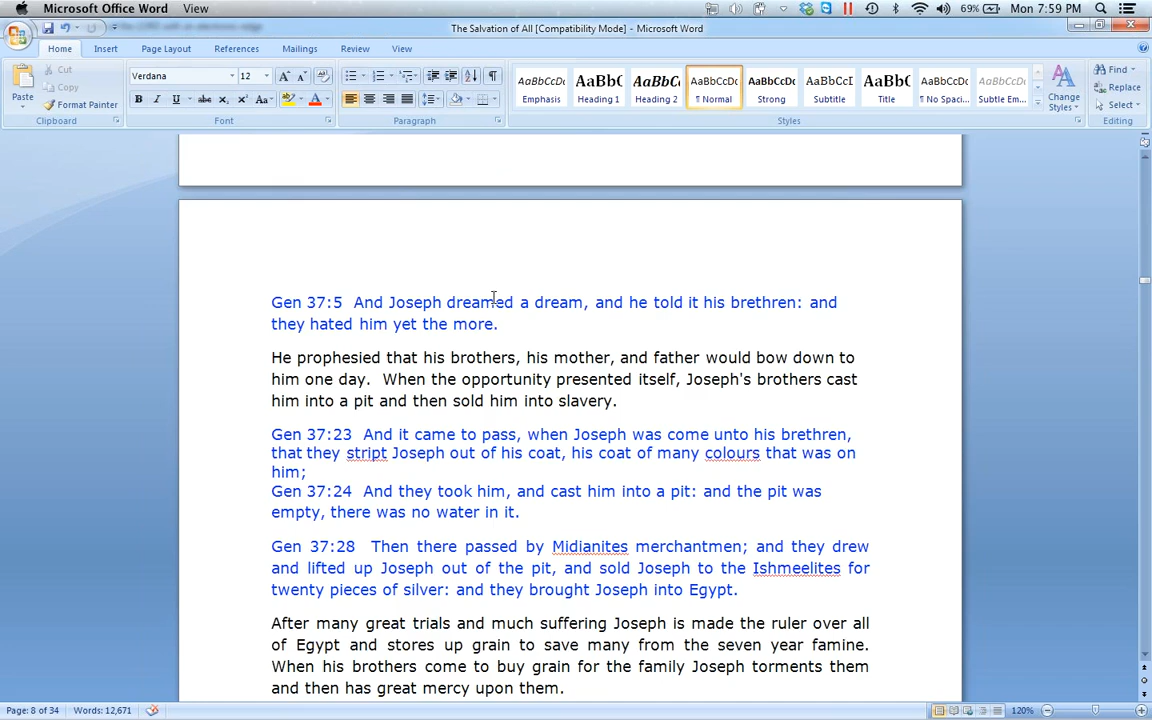 Microsoft Office Word View 69% Mon 7:59 PM
The Salvation of All [Compatibility Mode] - Microsoft Word
Home Insert Page Layout References Mailings Review View
Paste Cut Copy Format Painter
Verdana 12
AaBbCcDc AaBb( AaBbCc AaBbCcDc AaBbCcDc AaBbCcI AaBb( AaBbCcDc AaBbCcDc
Emphasis Heading 1 Heading 2 ¶ Normal Strong Subtitle Title ¶ No Spaci... Subtle Em...
Change Styles
Find Replace Select
Clipboard Font Paragraph Styles Editing
Gen 37:5 And Joseph dreamed a dream, and he told it his brethren: and
they hated him yet the more.
He prophesied that his brothers, his mother, and father would bow down to
him one day. When the opportunity presented itself, Joseph's brothers cast
him into a pit and then sold him into slavery.
Gen 37:23 And it came to pass, when Joseph was come unto his brethren,
that they stript Joseph out of his coat, his coat of many colours that was on
him;
Gen 37:24 And they took him, and cast him into a pit: and the pit was
empty, there was no water in it.
Gen 37:28 Then there passed by Midianites merchantmen; and they drew
and lifted up Joseph out of the pit, and sold Joseph to the Ishmeelites for
twenty pieces of silver: and they brought Joseph into Egypt.
After many great trials and much suffering Joseph is made the ruler over all
of Egypt and stores up grain to save many from the seven year famine.
When his brothers come to buy grain for the family Joseph torments them
and then has great mercy upon them.
Page: 8 of 34 Words: 12,671 120%